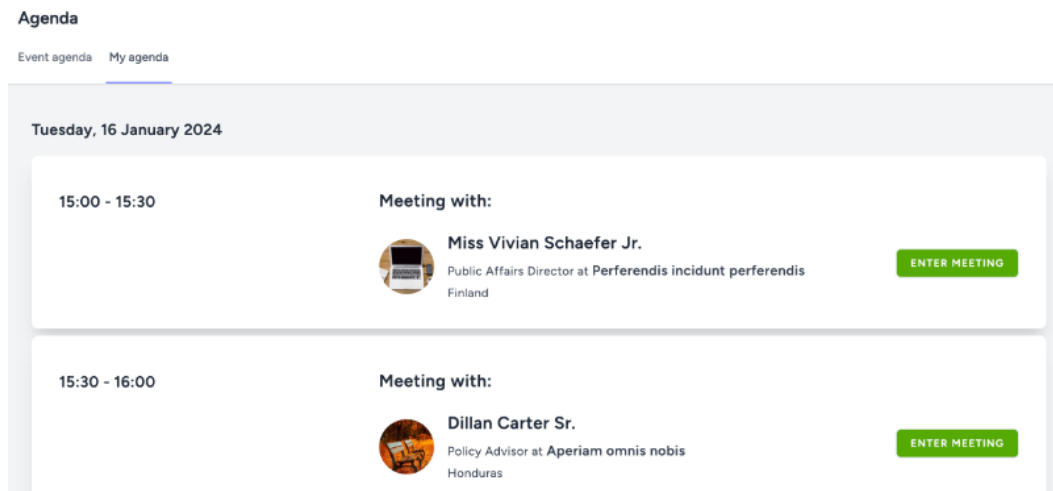 Agenda
Event agenda My agenda
Tuesday, 16 January 2024
15:00 - 15:30
Meeting with:
Miss Vivian Schaefer Jr.
Public Affairs Director at Perferendis incidunt perferendis
Finland
ENTER MEETING
15:30 - 16:00
Meeting with:
Dillan Carter Sr.
Policy Advisor at Aperiam omnis nobis
Honduras
ENTER MEETING